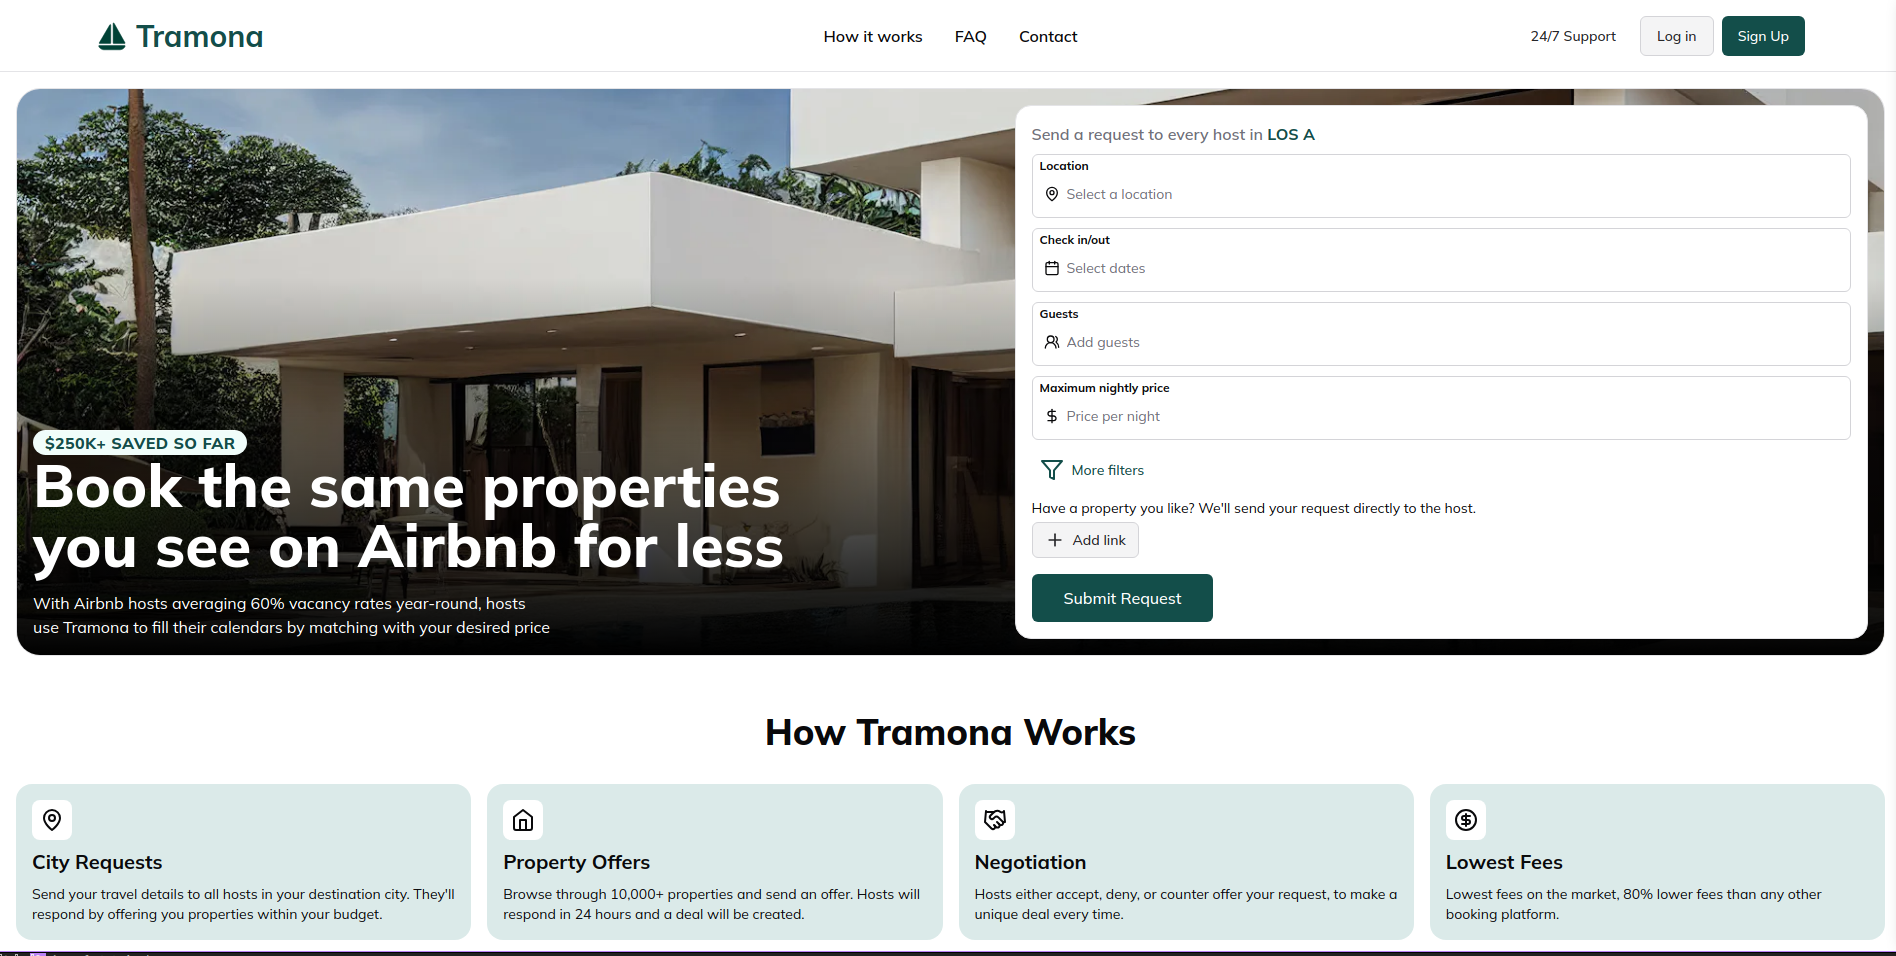 Tramona
How it works
FAQ
Contact
24/7 Support
Log in
Sign Up
$250K+ SAVED SO FAR
Book the same properties
you see on Airbnb for less
With Airbnb hosts averaging 60% vacancy rates year-round, hosts
use Tramona to fill their calendars by matching with your desired price
Send a request to every host in LOS A
Location
Select a location
Check in/out
Select dates
Guests
Add guests
Maximum nightly price
Price per night
More filters
Have a property you like? We'll send your request directly to the host.
Add link
Submit Request
How Tramona Works
City Requests
Send your travel details to all hosts in your destination city. They'll
respond by offering you properties within your budget.
Property Offers
Browse through 10,000+ properties and send an offer. Hosts will
respond in 24 hours and a deal will be created.
Negotiation
Hosts either accept, deny, or counter offer your request, to make a
unique deal every time.
Lowest Fees
Lowest fees on the market, 80% lower fees than any other
booking platform.